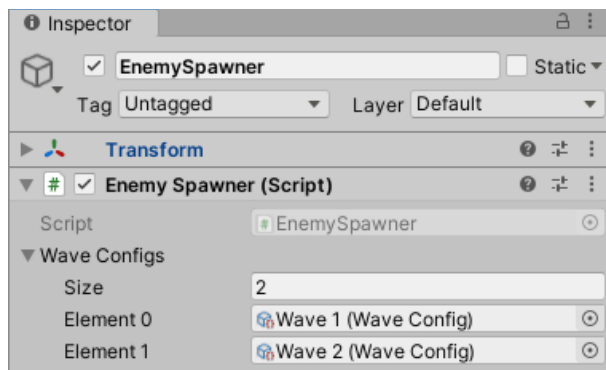 Inspector
EnemySpawner Static
Tag Untagged Layer Default
Transform
# Enemy Spawner (Script)
Script # EnemySpawner
Wave Configs
Size 2
Element 0 Wave 1 (Wave Config)
Element 1 Wave 2 (Wave Config)